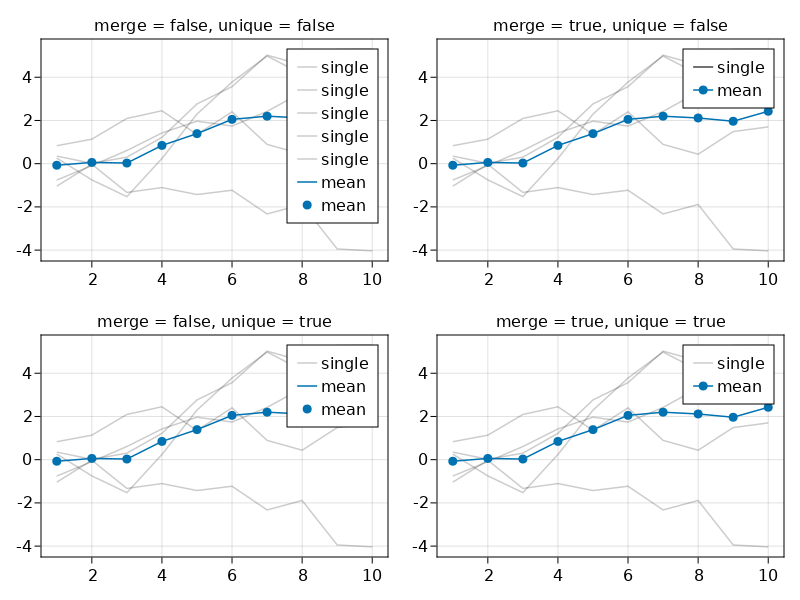 merge = false, unique = false
4
2
0
-2
-4
2
4
6
8
10
single
single
single
single
single
mean
mean
merge = true, unique = false
4
2
0
-2
-4
2
4
6
8
10
single
mean
merge = false, unique = true
4
2
0
-2
-4
2
4
6
8
10
single
mean
mean
merge = true, unique = true
4
2
0
-2
-4
2
4
6
8
10
single
mean